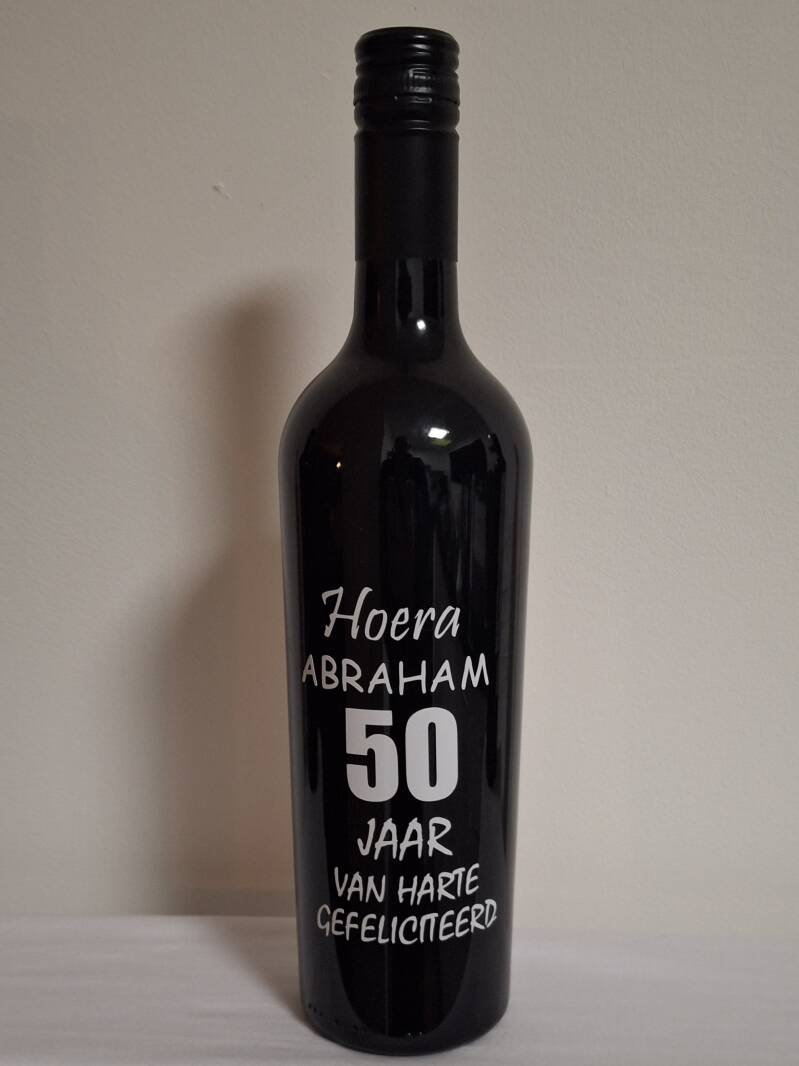 Hoera
ABRAHAM
50
JAAR
VAN HARTE
GEFELICITEERD